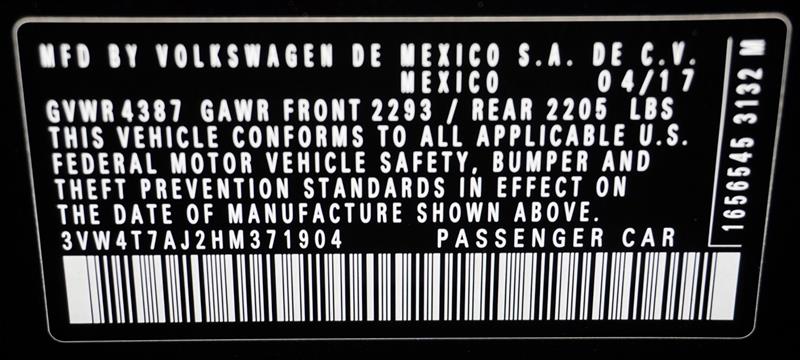 MFD BY VOLKSWAGEN DE MEXICO S.A. DE C.V.
MEXICO 04/17
GVWR 4387 GAWR FRONT 2293 / REAR 2205 LBS
THIS VEHICLE CONFORMS TO ALL APPLICABLE U.S.
FEDERAL MOTOR VEHICLE SAFETY, BUMPER AND
THEFT PREVENTION STANDARDS IN EFFECT ON
THE DATE OF MANUFACTURE SHOWN ABOVE.
3VW4T7AJ2HM371904 PASSENGER CAR
1656545 3132 M